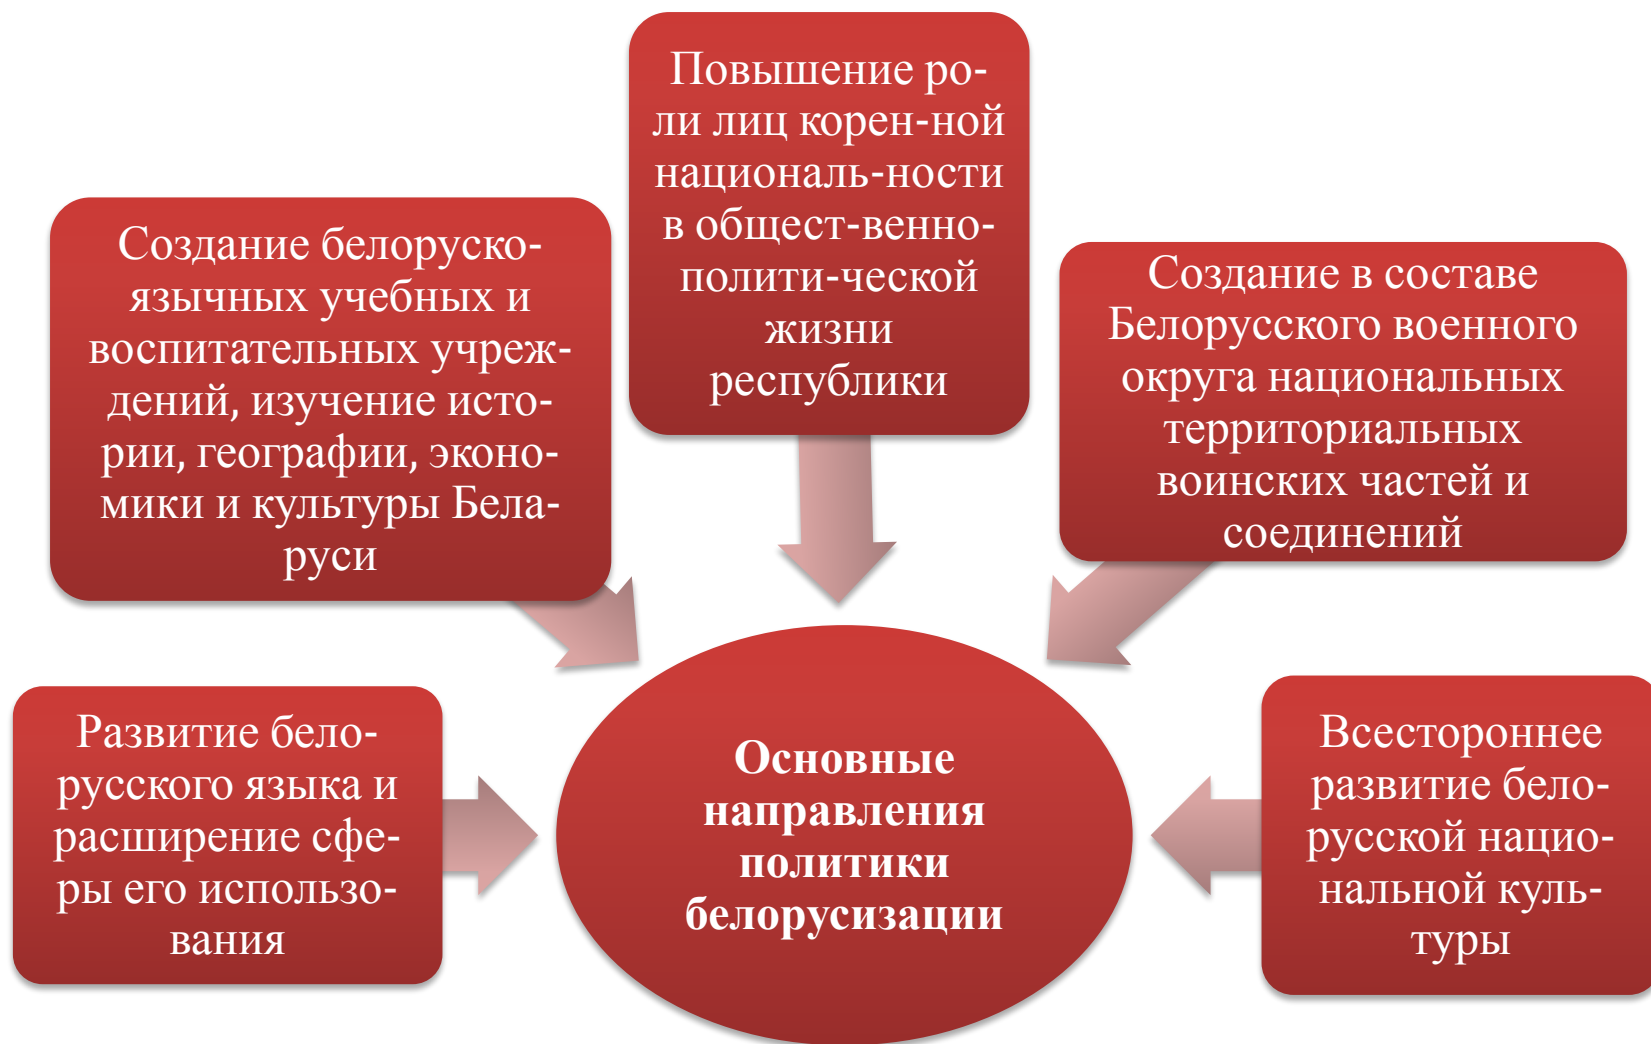 Повышение ро-
ли лиц корен-ной
националь-ности
в общест-венно-
полити-ческой
жизни
республики
Создание белоруско-
язычных учебных и
воспитательных учреж-
дений, изучение исто-
рии, географии, эконо-
мики и культуры Бела-
руси
Создание в составе
Белорусского военного
округа национальных
территориальных
воинских частей и
соединений
Развитие бело-
русского языка и
расширение сфе-
ры его использо-
вания
Основные
направления
политики
белорусизации
Всестороннее
развитие бело-
русской нацио-
нальной куль-
туры